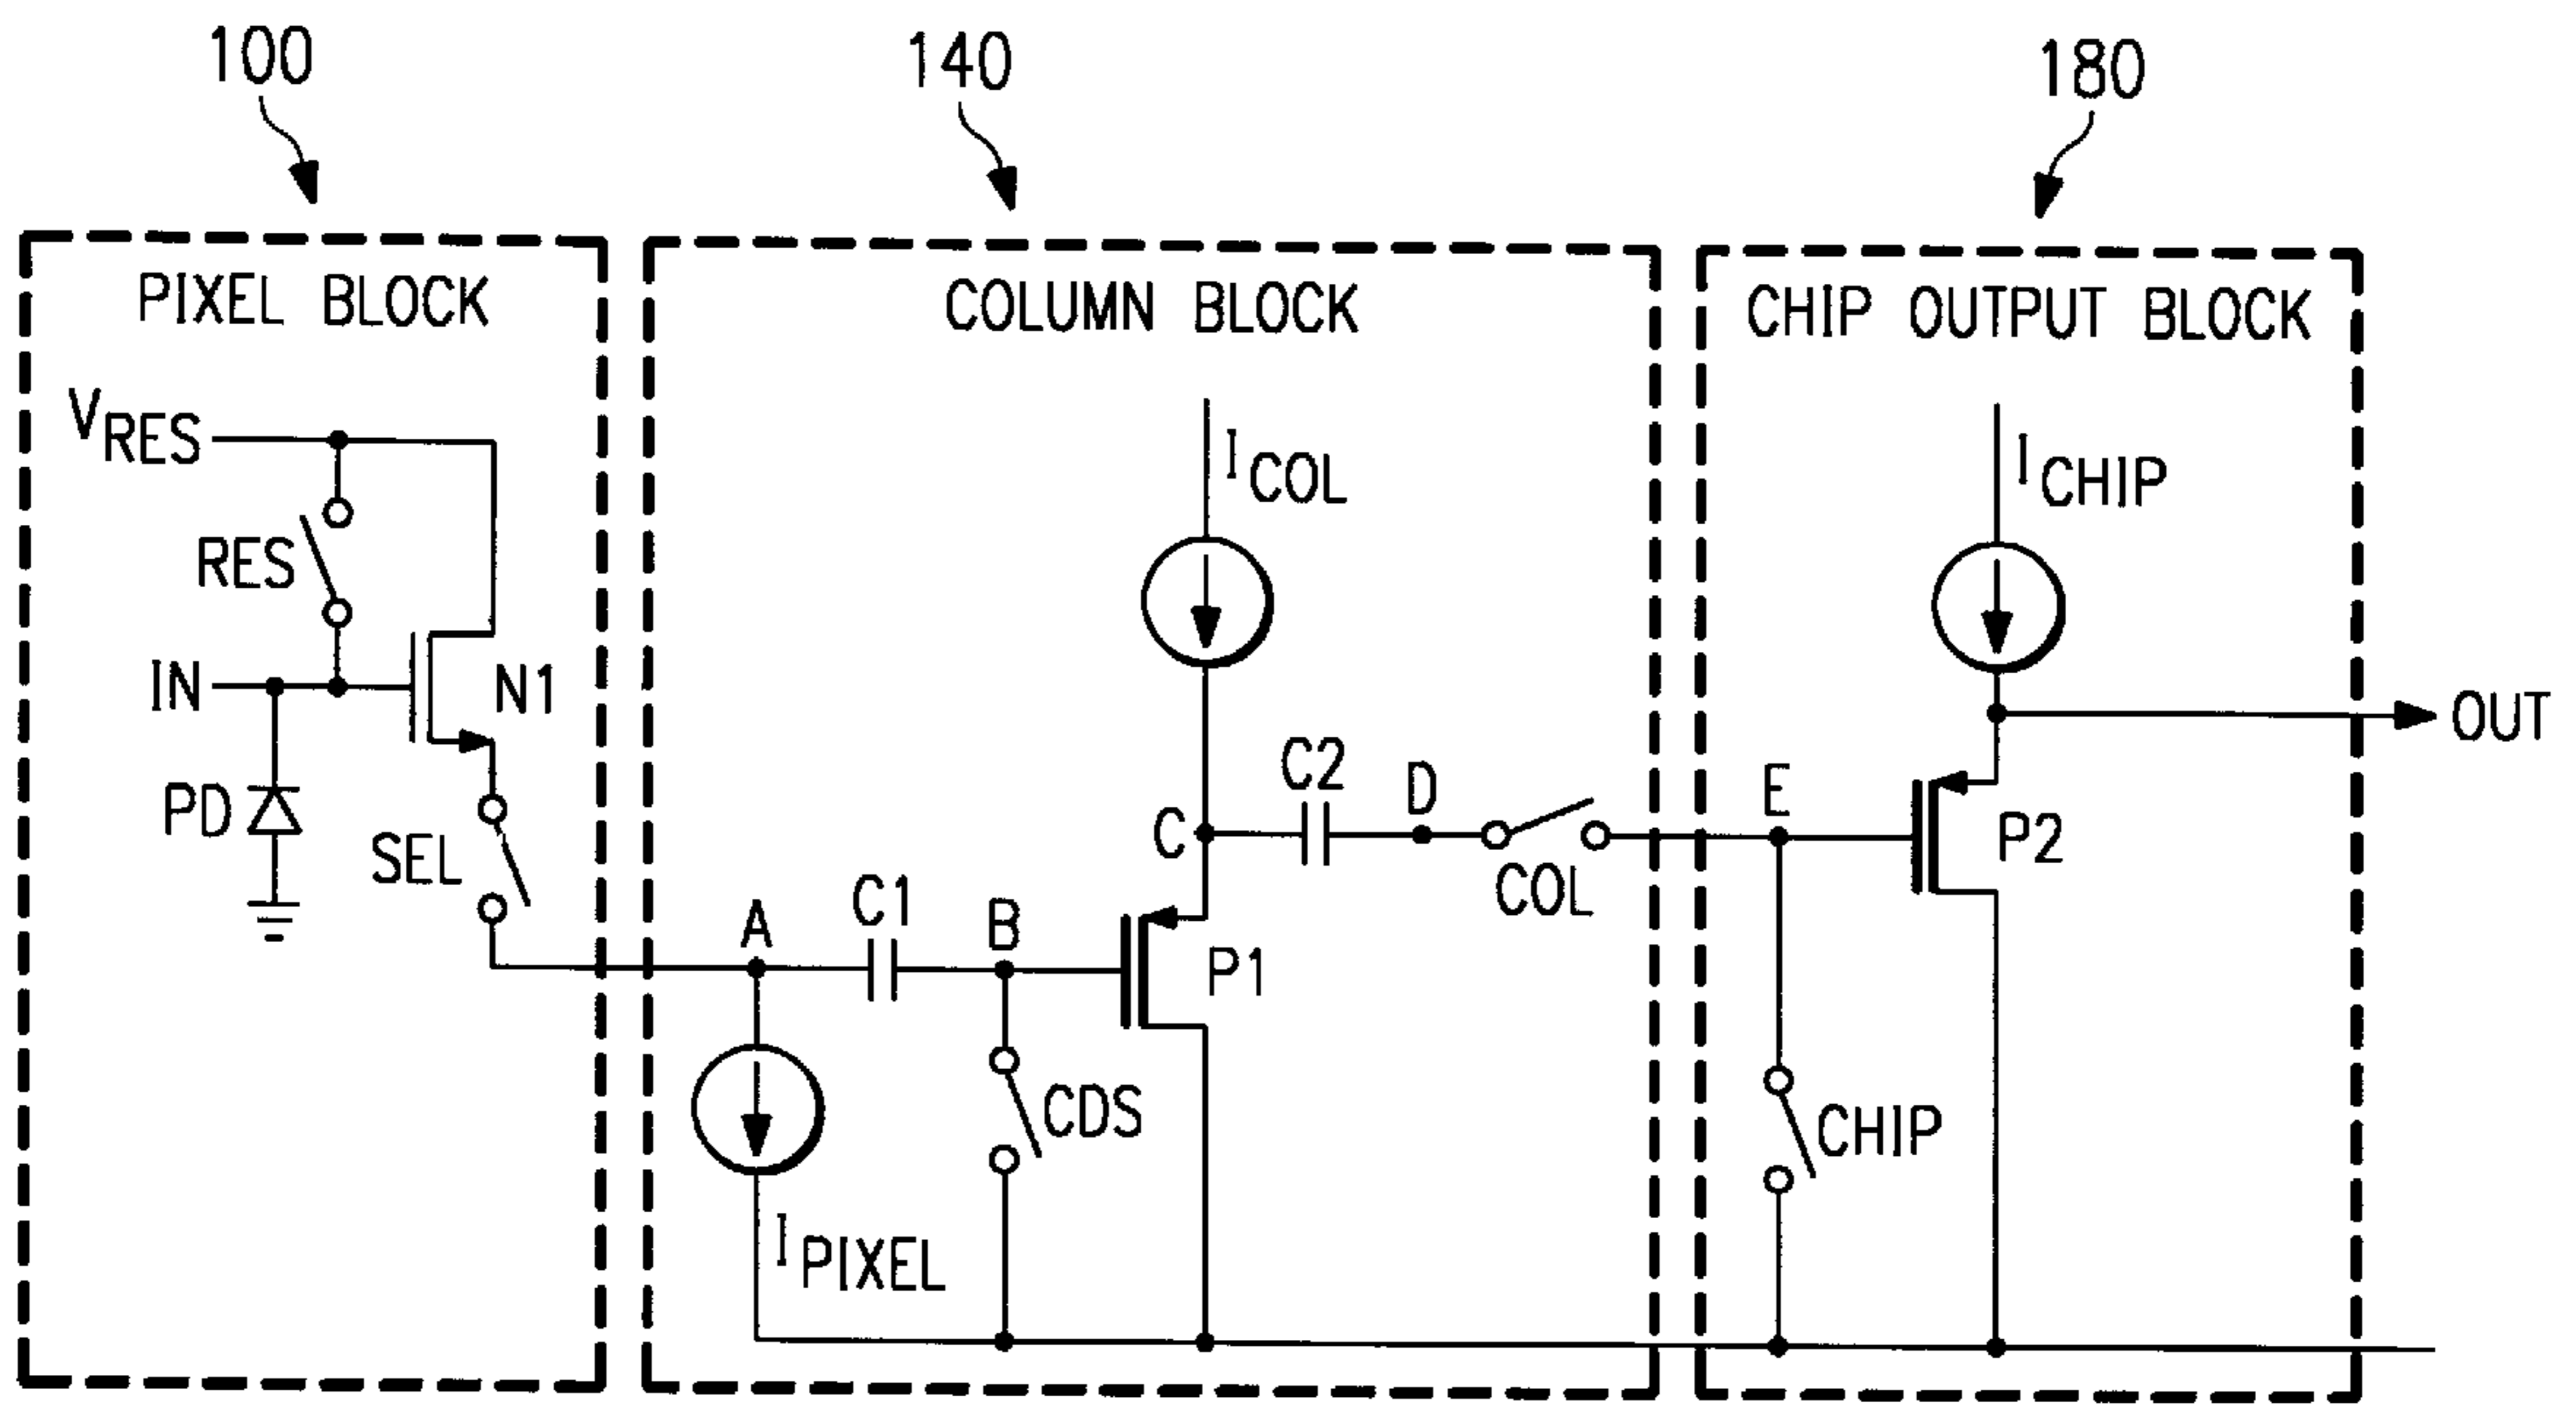 100
140
180
PIXEL BLOCK
COLUMN BLOCK
CHIP OUTPUT BLOCK
VRES
ICOL
ICHIP
RES
IN
N1
OUT
PD
C2
D
E
C
P2
SEL
COL
A
C1
B
P1
CDS
CHIP
IPIXEL